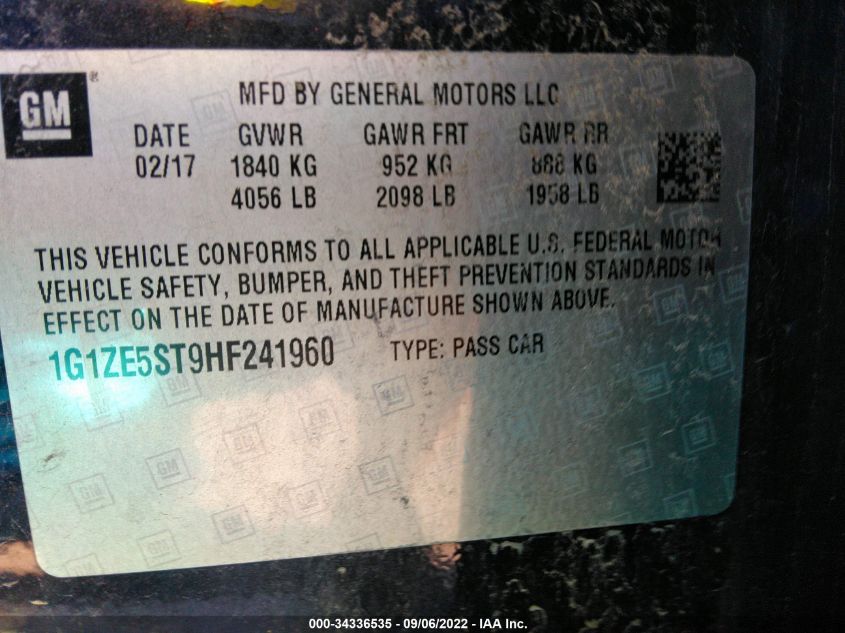 GM ®
MFD BY GENERAL MOTORS LLC
DATE GVWR GAWR FRT GAWR RR
02/17 1840 KG 952 KG 888 KG
4056 LB 2098 LB 1958 LB
THIS VEHICLE CONFORMS TO ALL APPLICABLE U.S. FEDERAL MOTOR
VEHICLE SAFETY, BUMPER, AND THEFT PREVENTION STANDARDS IN
EFFECT ON THE DATE OF MANUFACTURE SHOWN ABOVE.
1G1ZE5ST9HF241960 TYPE: PASS CAR
000-34336535 - 09/06/2022 - IAA Inc.